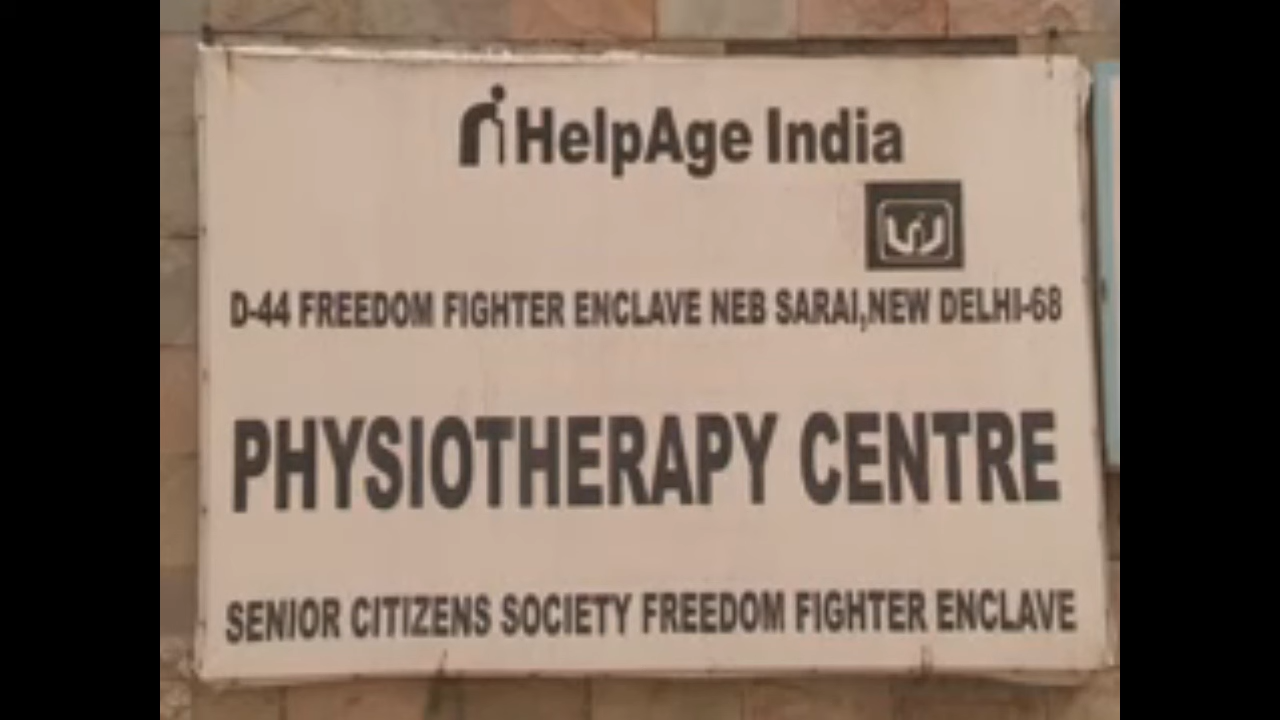 HelpAge India
D-44 FREEDOM FIGHTER ENCLAVE NEB SARAI,NEW DELHI-68
PHYSIOTHERAPY CENTRE
SENIOR CITIZENS SOCIETY FREEDOM FIGHTER ENCLAVE